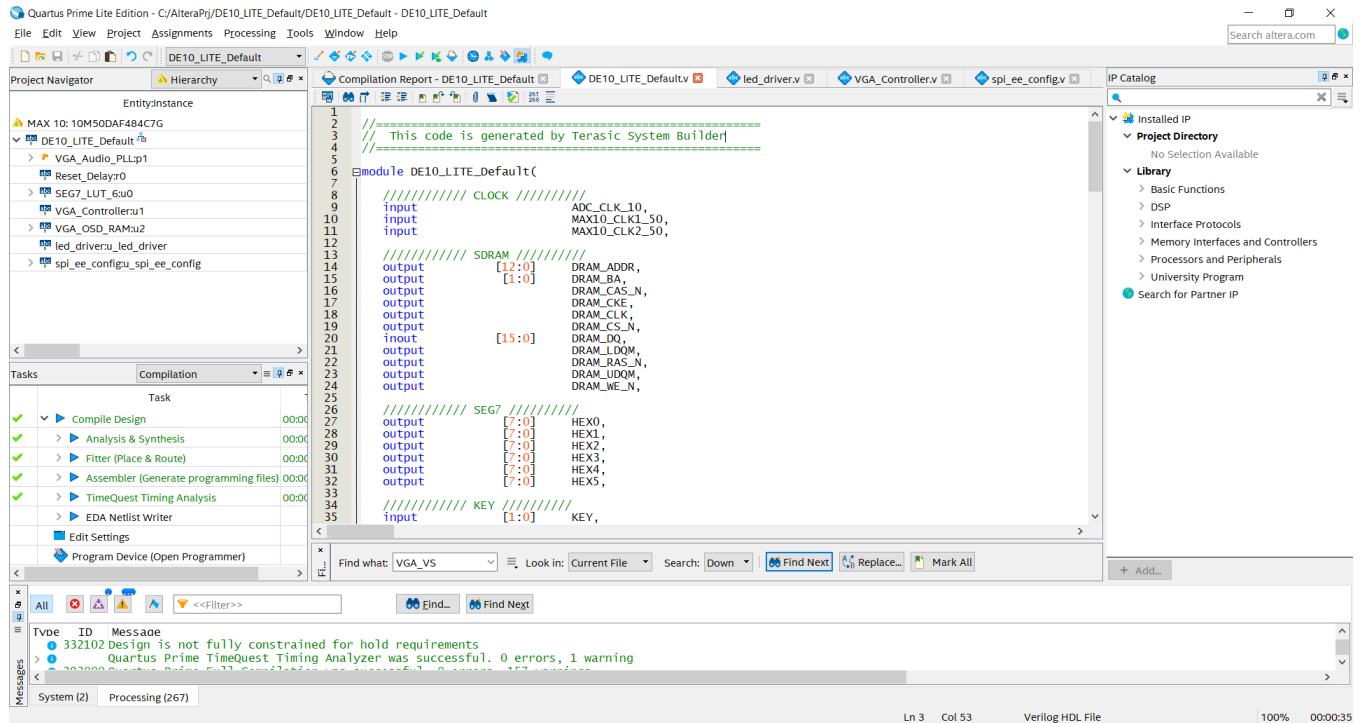 Quartus Prime Lite Edition - C:/AlteraPrj/DE10_LITE_Default/DE10_LITE_Default - DE10_LITE_Default
File Edit View Project Assignments Processing Tools Window Help
Search altera.com
DE10_LITE_Default
Project Navigator
Hierarchy
Entity:Instance
MAX 10: 10M50DAF484C7G
DE10_LITE_Default
VGA_Audio_PLL:p1
Reset_Delay:r0
SEG7_LUT_6:u0
VGA_Controller:u1
VGA_OSD_RAM:u2
led_driver:u_led_driver
spi_ee_config:u_spi_ee_config
Tasks
Compilation
Task
Compile Design 00:00
Analysis & Synthesis 00:00
Fitter (Place & Route) 00:00
Assembler (Generate programming files) 00:00
TimeQuest Timing Analysis 00:00
EDA Netlist Writer
Edit Settings
Program Device (Open Programmer)
Compilation Report - DE10_LITE_Default
DE10_LITE_Default.v
led_driver.v
VGA_Controller.v
spi_ee_config.v
267
268
1
2 //=======================================================
3 //  This code is generated by Terasic System Builder
4 //=======================================================
5
6 module DE10_LITE_Default(
7
8 //////////// CLOCK //////////
9 input ADC_CLK_10,
10 input MAX10_CLK1_50,
11 input MAX10_CLK2_50,
12
13 //////////// SDRAM //////////
14 output [12:0] DRAM_ADDR,
15 output [1:0] DRAM_BA,
16 output DRAM_CAS_N,
17 output DRAM_CKE,
18 output DRAM_CLK,
19 output DRAM_CS_N,
20 inout [15:0] DRAM_DQ,
21 output DRAM_LDQM,
22 output DRAM_RAS_N,
23 output DRAM_UDQM,
24 output DRAM_WE_N,
25
26 //////////// SEG7 //////////
27 output [7:0] HEX0,
28 output [7:0] HEX1,
29 output [7:0] HEX2,
30 output [7:0] HEX3,
31 output [7:0] HEX4,
32 output [7:0] HEX5,
33
34 //////////// KEY //////////
35 input [1:0] KEY,
Fi...
Find what: VGA_VS Look in: Current File Search: Down Find Next Replace... Mark All
IP Catalog
Installed IP
Project Directory
No Selection Available
Library
Basic Functions
DSP
Interface Protocols
Memory Interfaces and Controllers
Processors and Peripherals
University Program
Search for Partner IP
+ Add...
All <<Filter>> Find... Find Next
Type ID Message
332102 Design is not fully constrained for hold requirements
Quartus Prime TimeQuest Timing Analyzer was successful. 0 errors, 1 warning
Messages
System (2) Processing (267)
Ln 3 Col 53 Verilog HDL File 100% 00:00:35